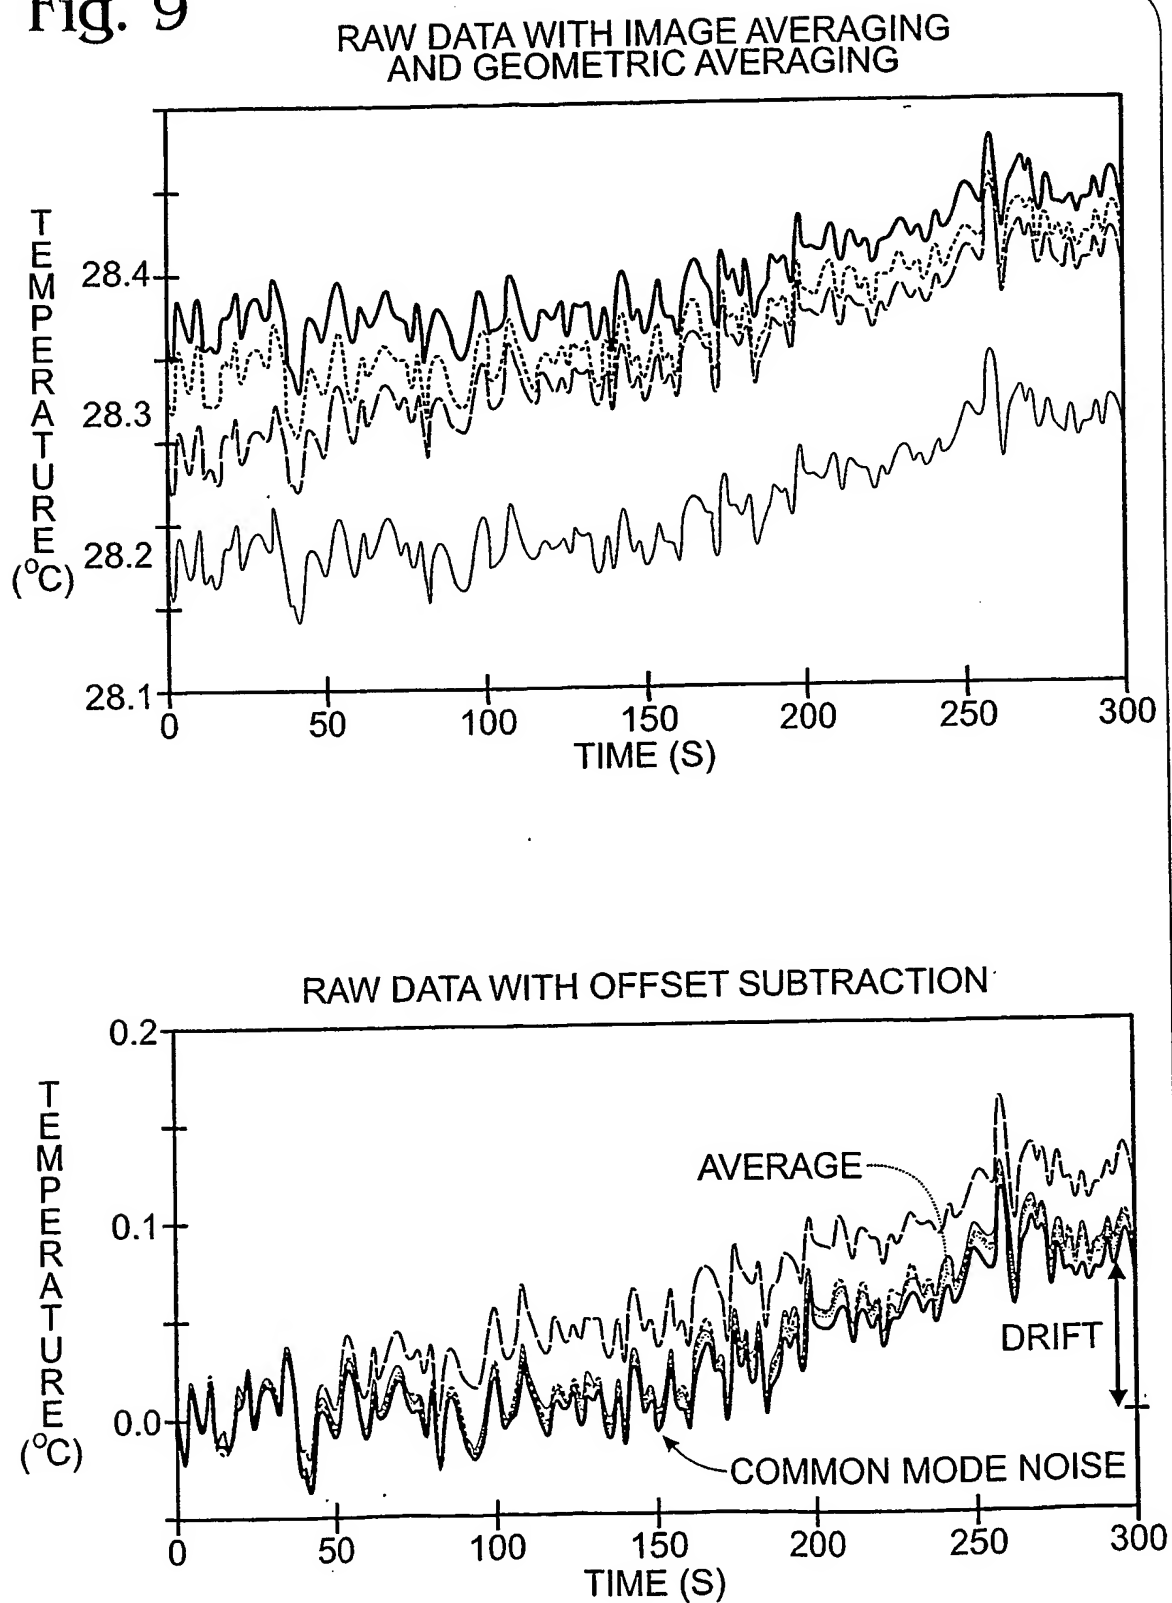 Fig. 9
RAW DATA WITH IMAGE AVERAGING
AND GEOMETRIC AVERAGING
TEMPERATURE
(°C)
28.4
28.3
28.2
28.1
0 50 100 150 200 250 300
TIME (S)
RAW DATA WITH OFFSET SUBTRACTION
TEMPERATURE
(°C)
0.2
0.1
0.0
AVERAGE
DRIFT
COMMON MODE NOISE
0 50 100 150 200 250 300
TIME (S)